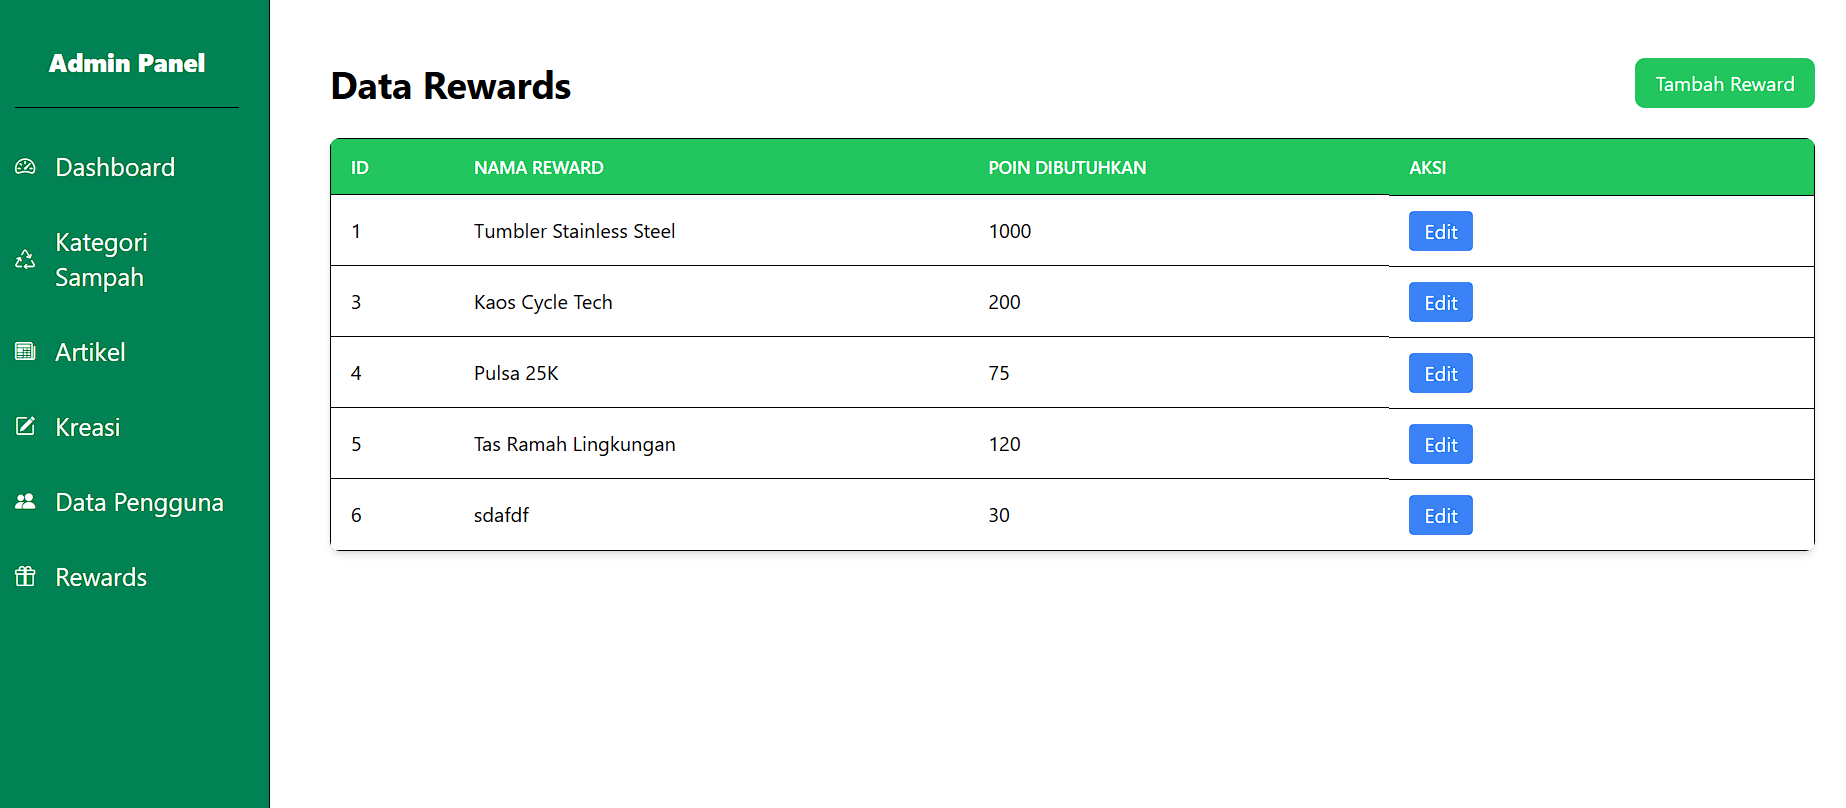 Admin Panel
Dashboard
Kategori
Sampah
Artikel
Kreasi
Data Pengguna
Rewards
Data Rewards
Tambah Reward
ID NAMA REWARD POIN DIBUTUHKAN AKSI
1 Tumbler Stainless Steel 1000 Edit
3 Kaos Cycle Tech 200 Edit
4 Pulsa 25K 75 Edit
5 Tas Ramah Lingkungan 120 Edit
6 sdafdf 30 Edit